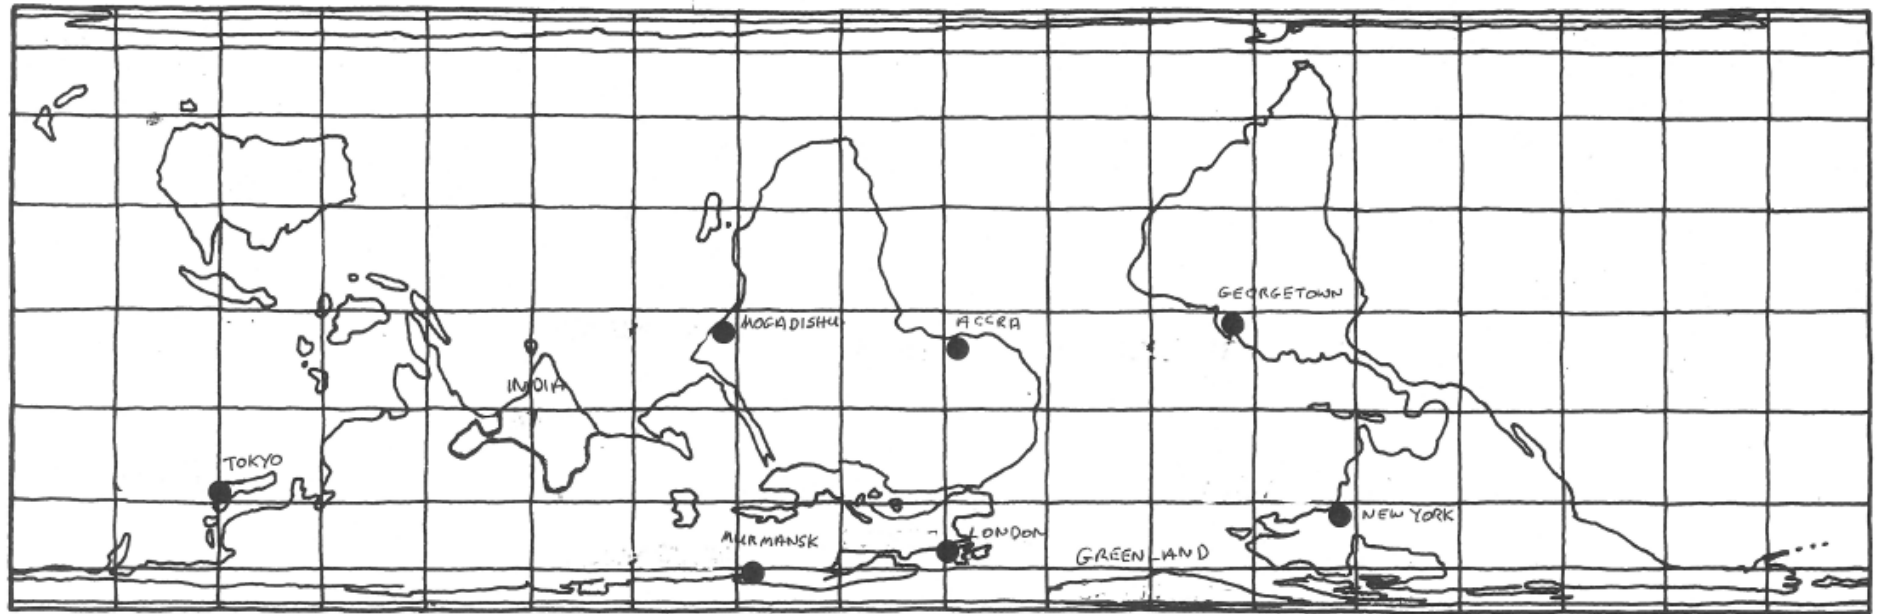 GEORGETOWN
MOGADISHU
ACCRA
INDIA
TOKYO
NEW YORK
MURMANSK
LONDON
GREENLAND